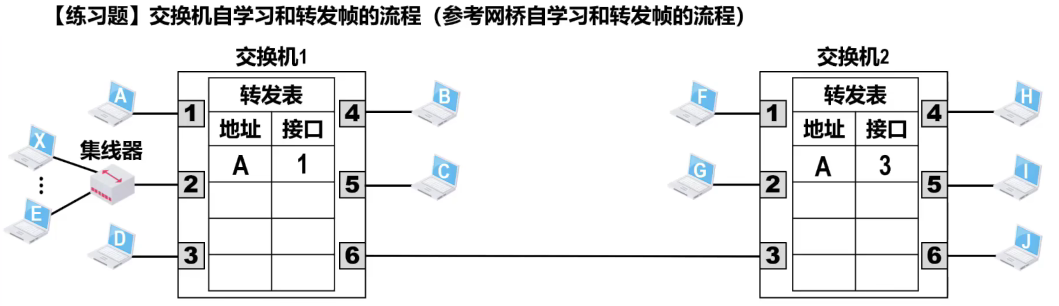 【练习题】交换机自学习和转发帧的流程（参考网桥自学习和转发帧的流程）
交换机1
交换机2
转发表
地址 接口
A 1
转发表
地址 接口
A 3
1
2
3
4
5
6
1
2
3
4
5
6
A
X
集线器
E
D
B
C
F
G
H
I
J